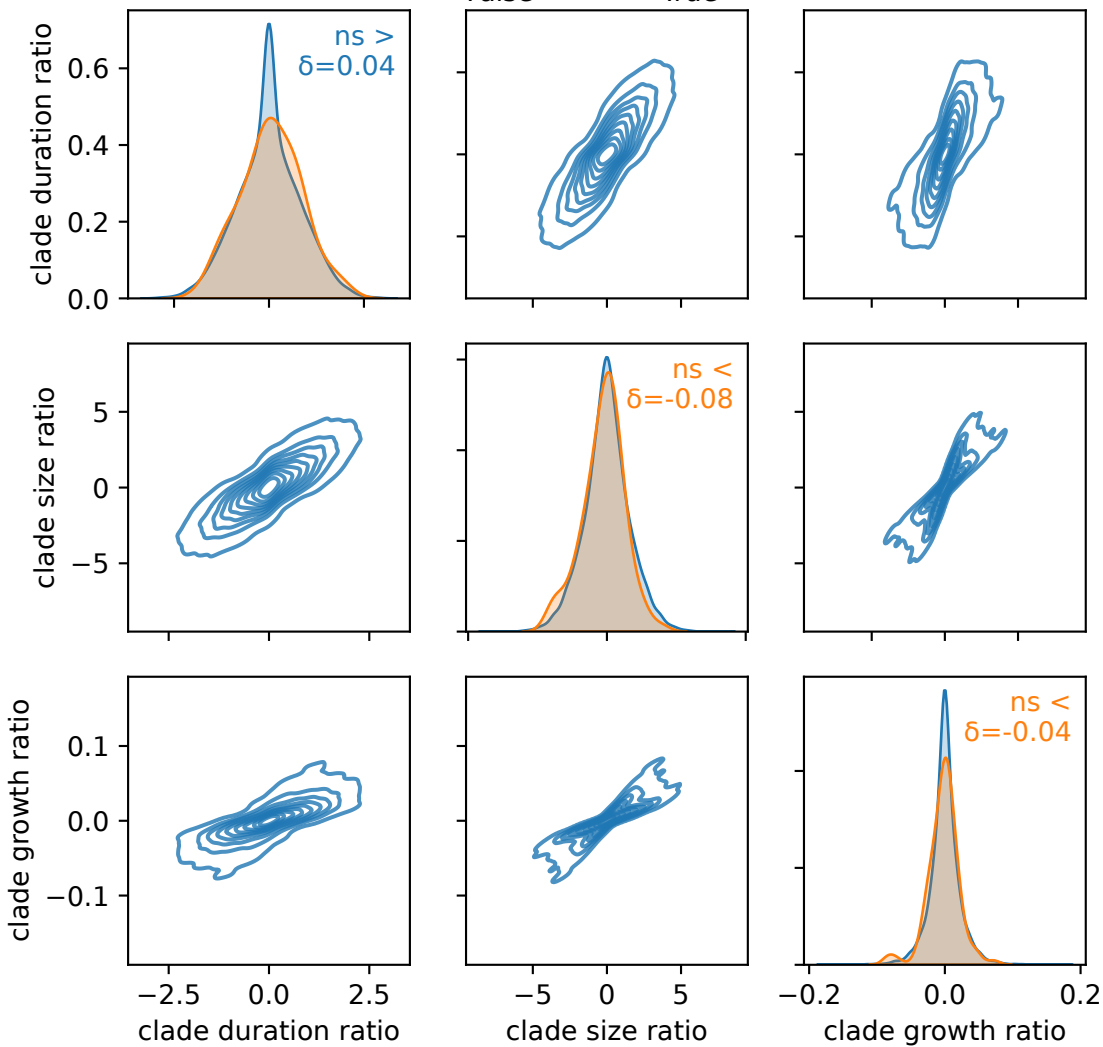 ns >
δ=0.04
clade duration ratio
0.6
0.4
0.2
0.0
ns <
δ=-0.08
clade size ratio
5
0
−5
ns <
δ=-0.04
clade growth ratio
0.1
0.0
−0.1
−2.5 0.0 2.5 −5 0 5 −0.2 0.0 0.2
clade duration ratio clade size ratio clade growth ratio